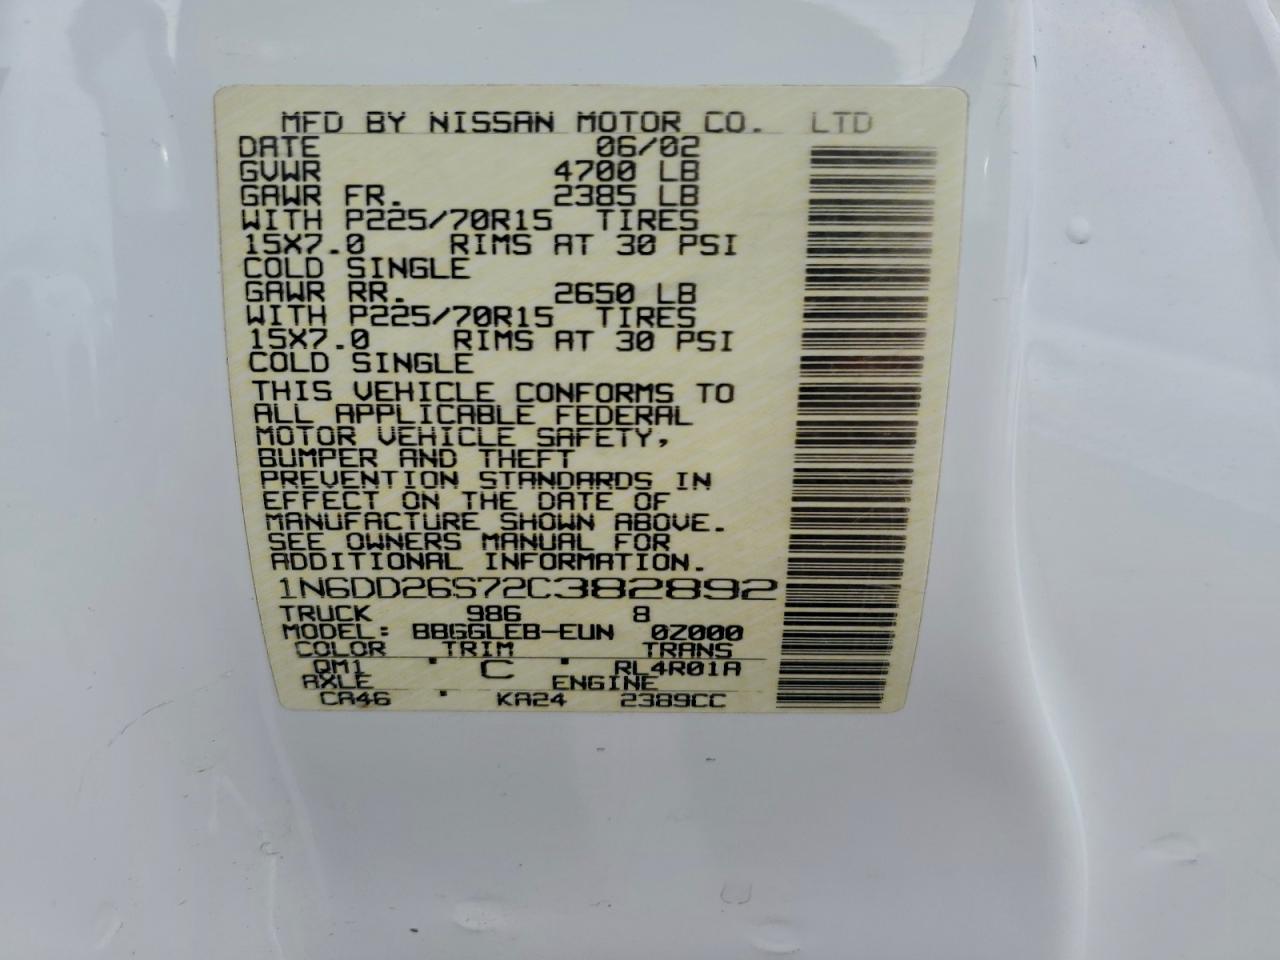 MFD BY NISSAN MOTOR CO. LTD
DATE 06/02
GVWR 4700 LB
GAWR FR. 2385 LB
WITH P225/70R15 TIRES
15X7.0 RIMS AT 30 PSI
COLD SINGLE
GAWR RR. 2650 LB
WITH P225/70R15 TIRES
15X7.0 RIMS AT 30 PSI
COLD SINGLE
THIS VEHICLE CONFORMS TO
ALL APPLICABLE FEDERAL
MOTOR VEHICLE SAFETY,
BUMPER AND THEFT
PREVENTION STANDARDS IN
EFFECT ON THE DATE OF
MANUFACTURE SHOWN ABOVE.
SEE OWNERS MANUAL FOR
ADDITIONAL INFORMATION.
1N6DD26S72C382892
TRUCK 986 8
MODEL: BBGGLEB-EUN 0Z000
COLOR TRIM TRANS
QM1 C RL4R01A
AXLE ENGINE
CA46 KA24 2389CC